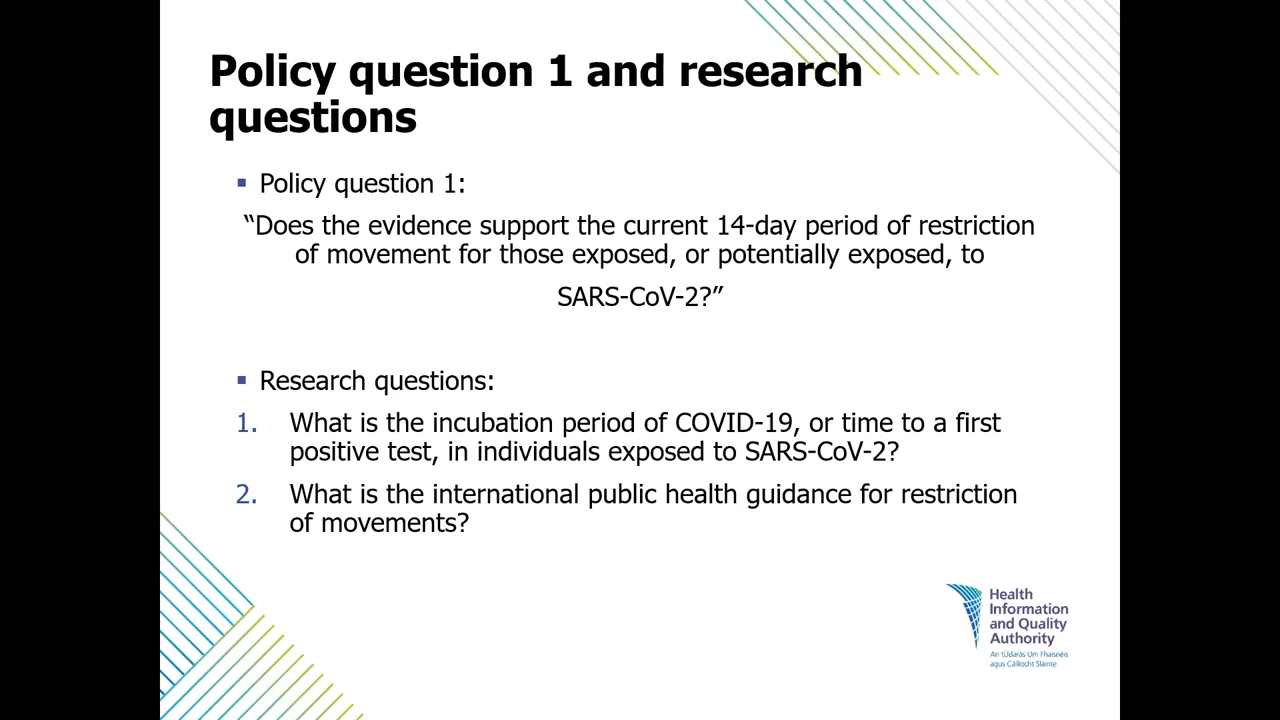 Policy question 1 and research
questions
▪ Policy question 1:
“Does the evidence support the current 14-day period of restriction
of movement for those exposed, or potentially exposed, to
SARS-CoV-2?”
▪ Research questions:
1. What is the incubation period of COVID-19, or time to a first
positive test, in individuals exposed to SARS-CoV-2?
2. What is the international public health guidance for restriction
of movements?
Health
Information
and Quality
Authority
An tÚdarás Um Fhaisnéis
agus Cáilíocht Sláinte